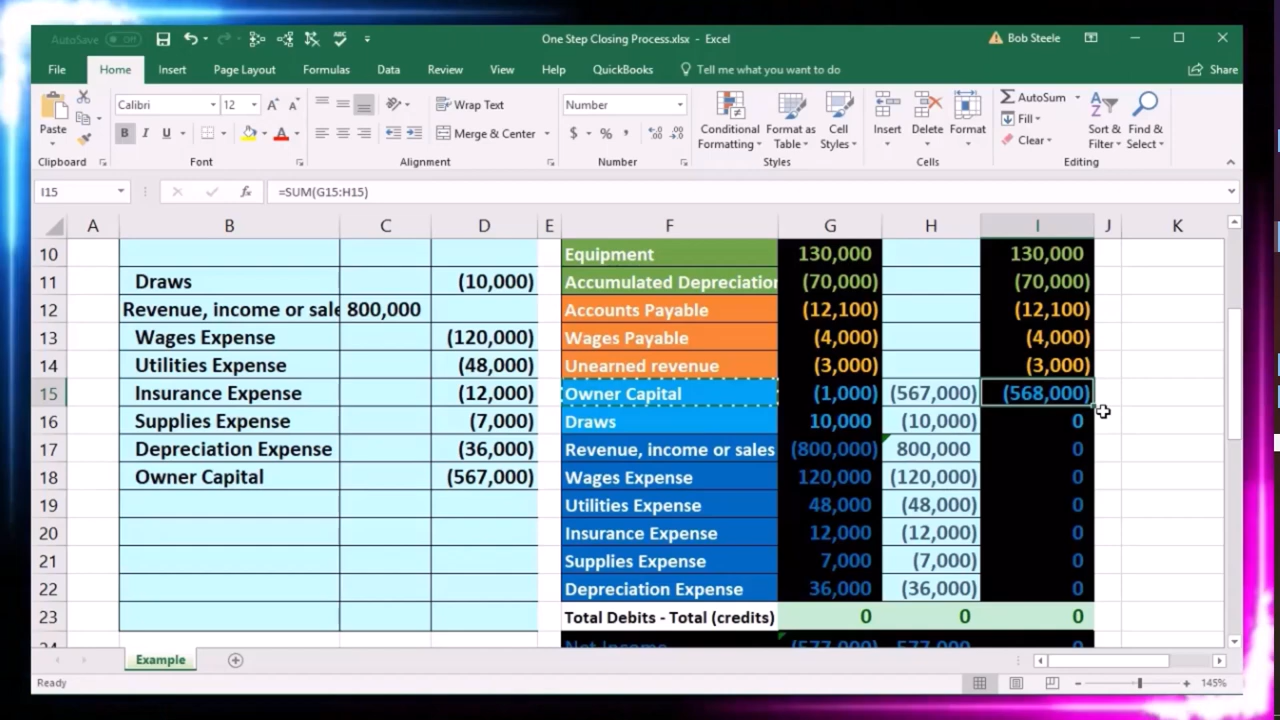 AutoSave Off One Step Closing Process.xlsx - Excel Bob Steele
File Home Insert Page Layout Formulas Data Review View Help QuickBooks Tell me what you want to do Share
Calibri 12 Wrap Text Number AutoSum
Paste B I U Merge & Center $ % , Conditional Formatting Format as Table Cell Styles Insert Delete Format Fill Clear Sort & Filter Find & Select
Clipboard Font Alignment Number Styles Cells Editing
I15 fx =SUM(G15:H15)
A B C D E F G H I J K
10 Equipment 130,000 130,000
11 Draws (10,000) Accumulated Depreciation (70,000) (70,000)
12 Revenue, income or sale 800,000 Accounts Payable (12,100) (12,100)
13 Wages Expense (120,000) Wages Payable (4,000) (4,000)
14 Utilities Expense (48,000) Unearned revenue (3,000) (3,000)
15 Insurance Expense (12,000) Owner Capital (1,000) (567,000) (568,000)
16 Supplies Expense (7,000) Draws 10,000 (10,000) 0
17 Depreciation Expense (36,000) Revenue, income or sales (800,000) 800,000 0
18 Owner Capital (567,000) Wages Expense 120,000 (120,000) 0
19 Utilities Expense 48,000 (48,000) 0
20 Insurance Expense 12,000 (12,000) 0
21 Supplies Expense 7,000 (7,000) 0
22 Depreciation Expense 36,000 (36,000) 0
23 Total Debits - Total (credits) 0 0 0
24 Net Income (577,000) 577,000 0
Example
Ready 145%